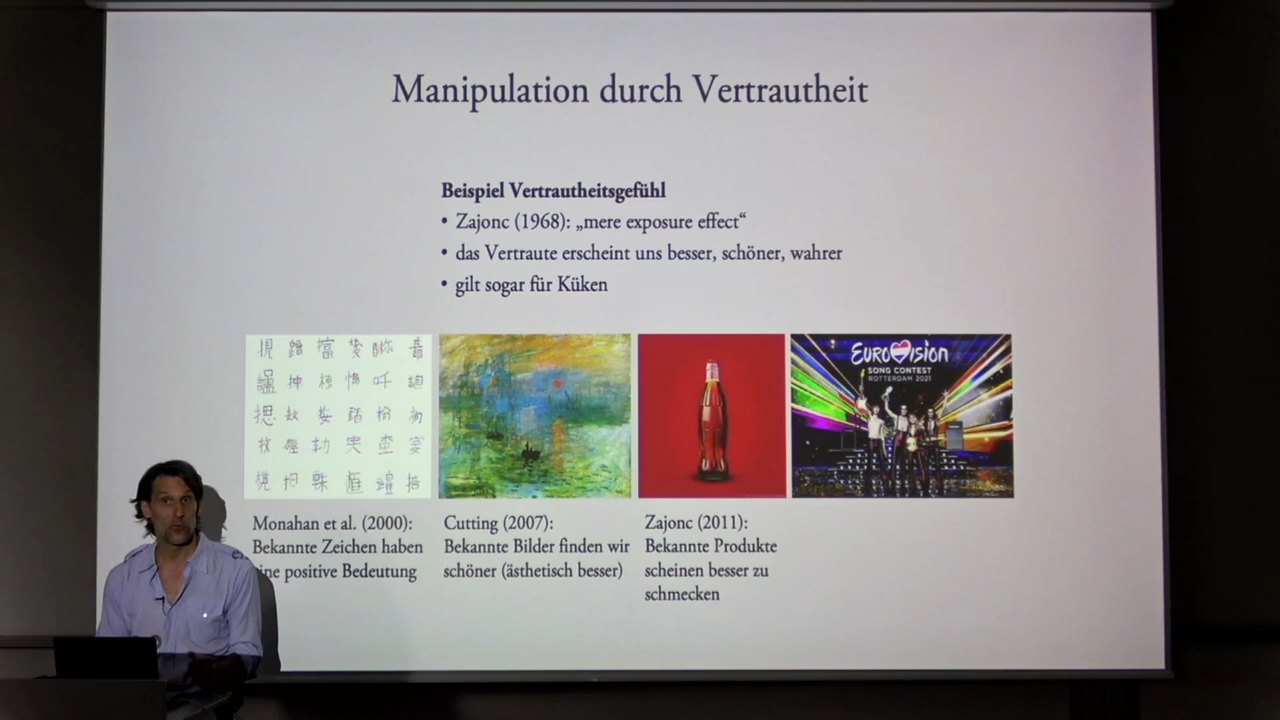 Manipulation durch Vertrautheit
Beispiel Vertrautheitsgefühl
• Zajonc (1968): „mere exposure effect“
• das Vertraute erscheint uns besser, schöner, wahrer
• gilt sogar für Küken
EUROVISION
SONG CONTEST
ROTTERDAM 2021
Monahan et al. (2000):
Bekannte Zeichen haben
eine positive Bedeutung
Cutting (2007):
Bekannte Bilder finden wir
schöner (ästhetisch besser)
Zajonc (2011):
Bekannte Produkte
scheinen besser zu
schmecken